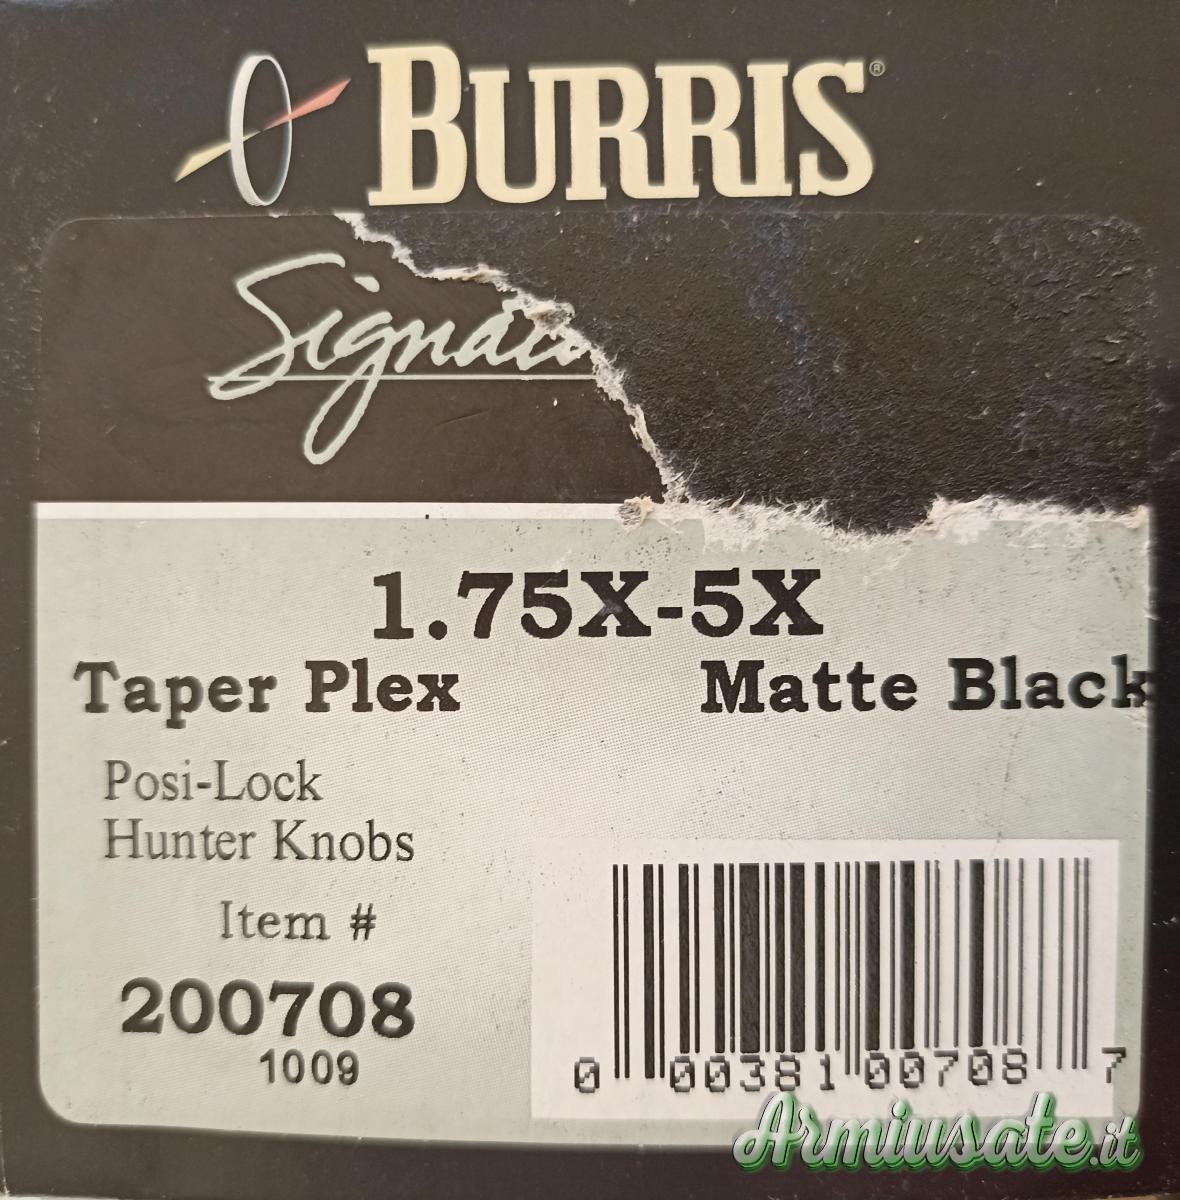 BURRIS®
1.75X-5X
Taper Plex Matte Black
Posi-Lock
Hunter Knobs
Item #
200708
1009
0 00381 00708 7
Armiusate.it